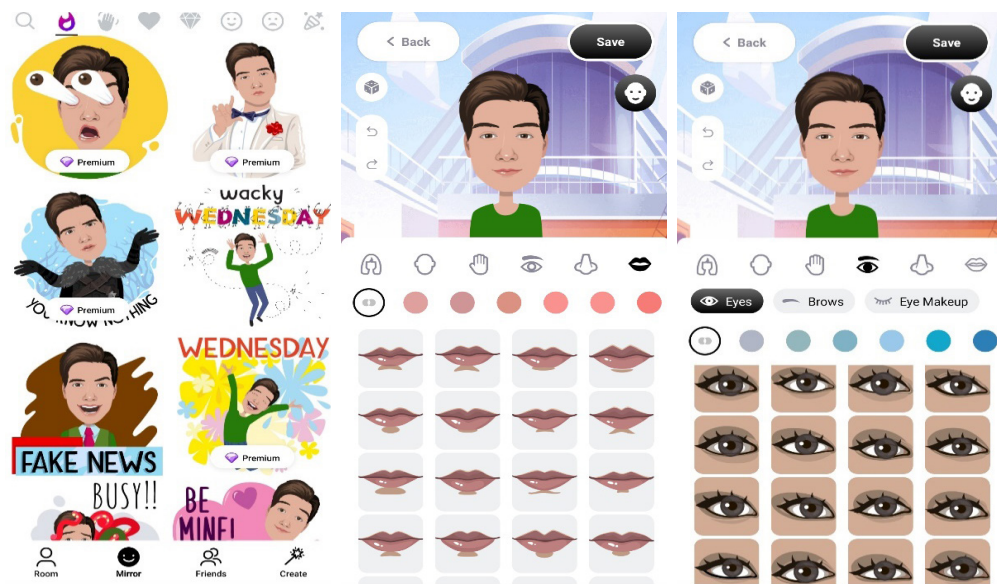 Premium
Premium
Premium
YOU KNOW NOTHING
wacky
WEDNESDAY
FAKE NEWS
WEDNESDAY
Premium
BUSY!!
BE
MINE!
Room
Mirror
Friends
Create
Back
Save
Back
Save
Eyes
Brows
Eye Makeup